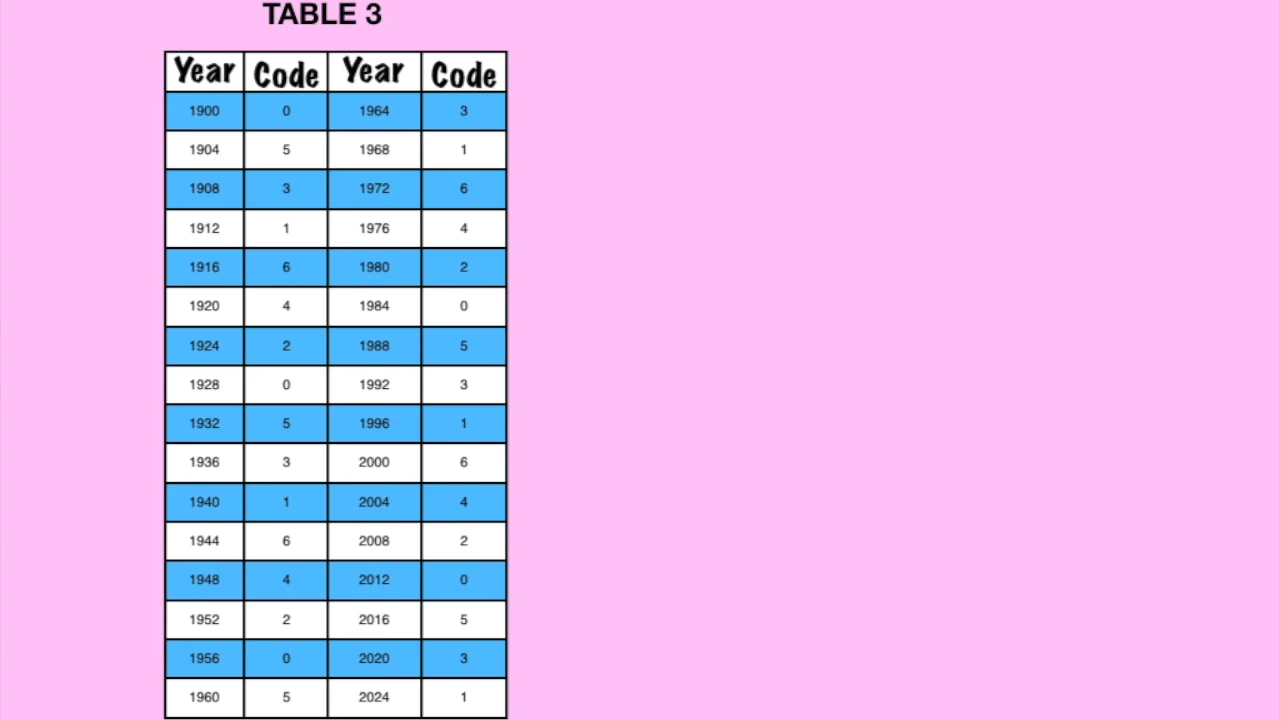 TABLE 3
Year Code Year Code
1900 0 1964 3
1904 5 1968 1
1908 3 1972 6
1912 1 1976 4
1916 6 1980 2
1920 4 1984 0
1924 2 1988 5
1928 0 1992 3
1932 5 1996 1
1936 3 2000 6
1940 1 2004 4
1944 6 2008 2
1948 4 2012 0
1952 2 2016 5
1956 0 2020 3
1960 5 2024 1